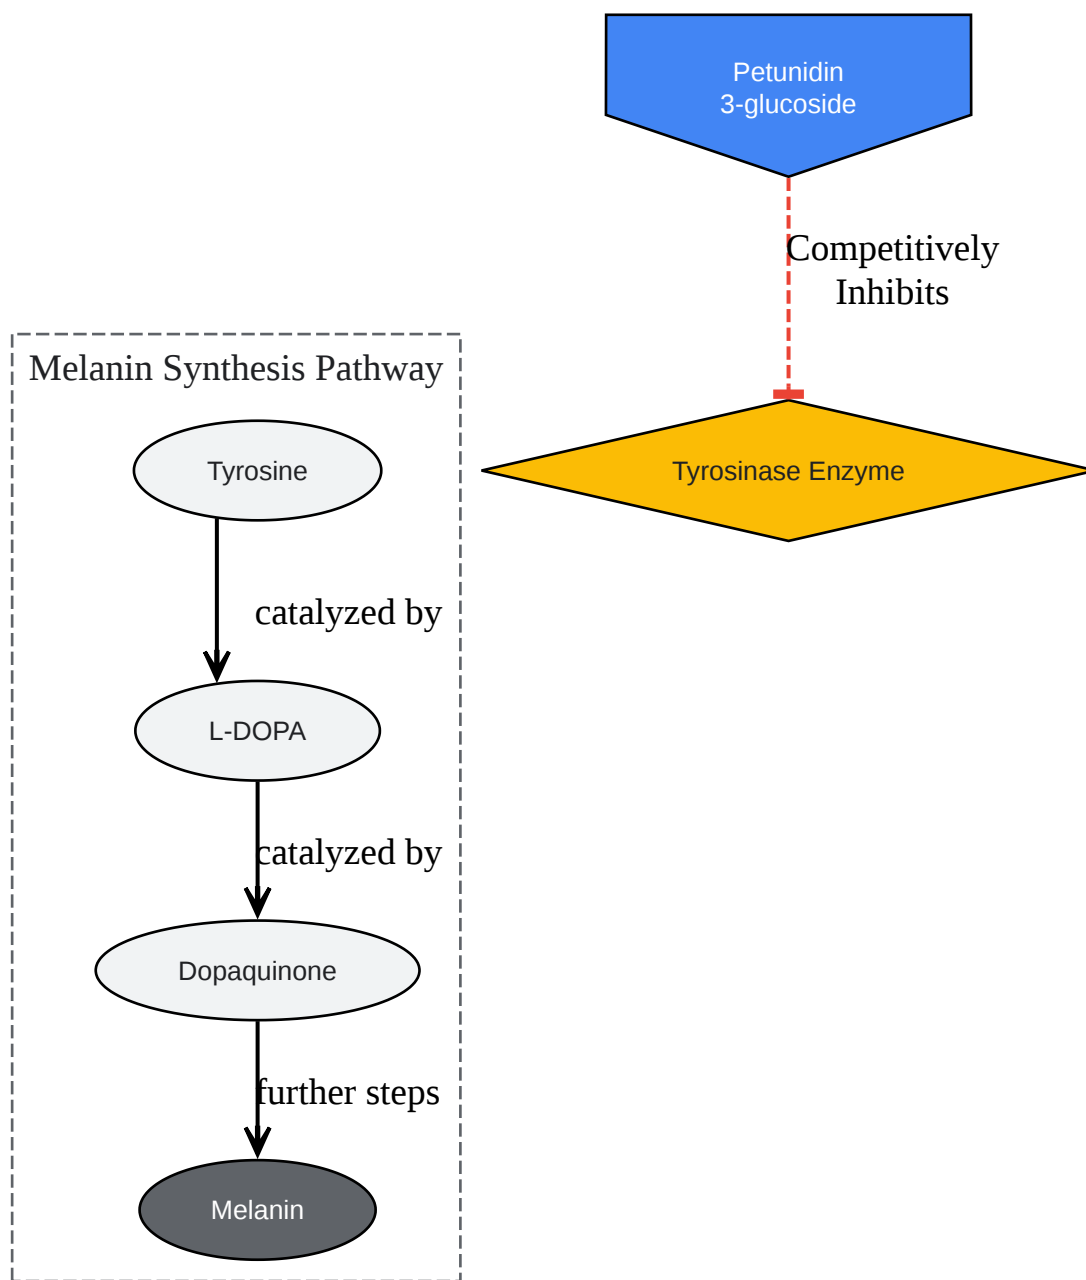 Petunidin
3-glucoside
Competitively
Inhibits
Melanin Synthesis Pathway
Tyrosine
Tyrosinase Enzyme
catalyzed by
L-DOPA
catalyzed by
Dopaquinone
further steps
Melanin